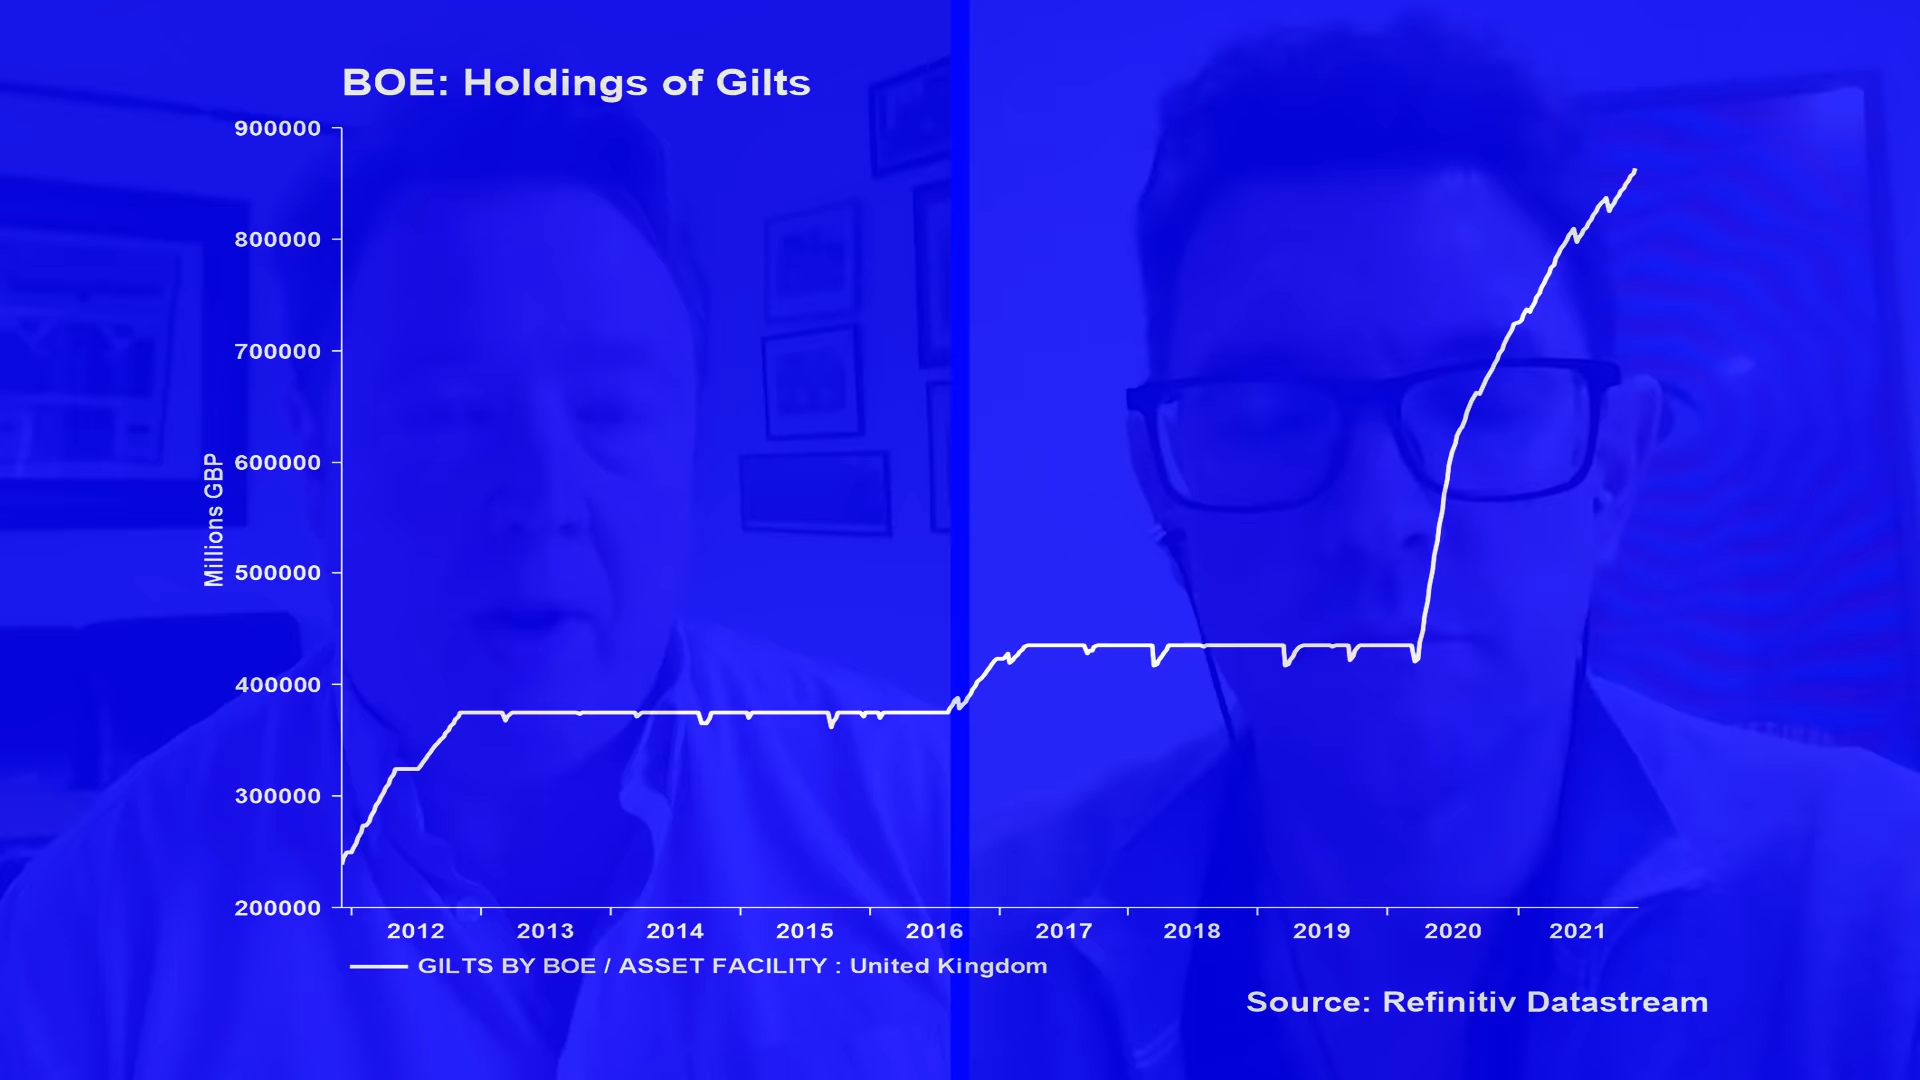 BOE: Holdings of Gilts
900000
800000
700000
600000
500000
400000
300000
200000
Millions GBP
2012 2013 2014 2015 2016 2017 2018 2019 2020 2021
GILTS BY BOE / ASSET FACILITY : United Kingdom
Source: Refinitiv Datastream